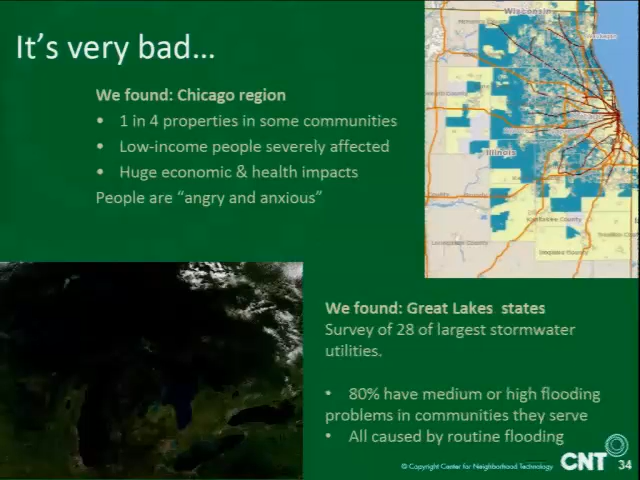 It's very bad…
We found: Chicago region
• 1 in 4 properties in some communities
• Low-income people severely affected
• Huge economic & health impacts
People are "angry and anxious"
Wisconsin
Illinois
Kankakee County
We found: Great Lakes states
Survey of 28 of largest stormwater
utilities.
• 80% have medium or high flooding
problems in communities they serve
• All caused by routine flooding
© Copyright Center for Neighborhood Technology
CNT
34